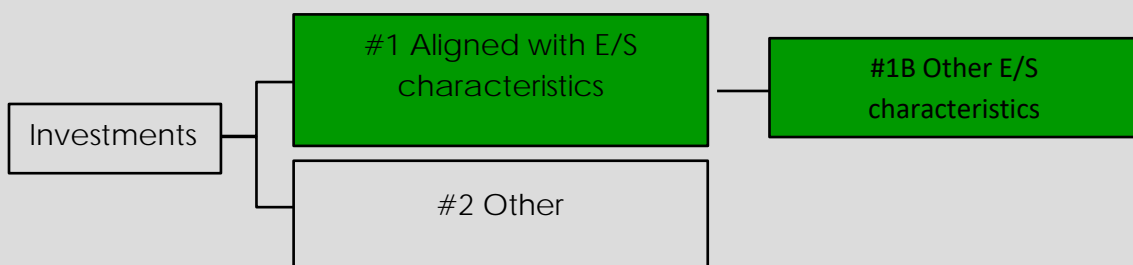 #1 Aligned with E/S
characteristics
#1B Other E/S
characteristics
Investments
#2 Other